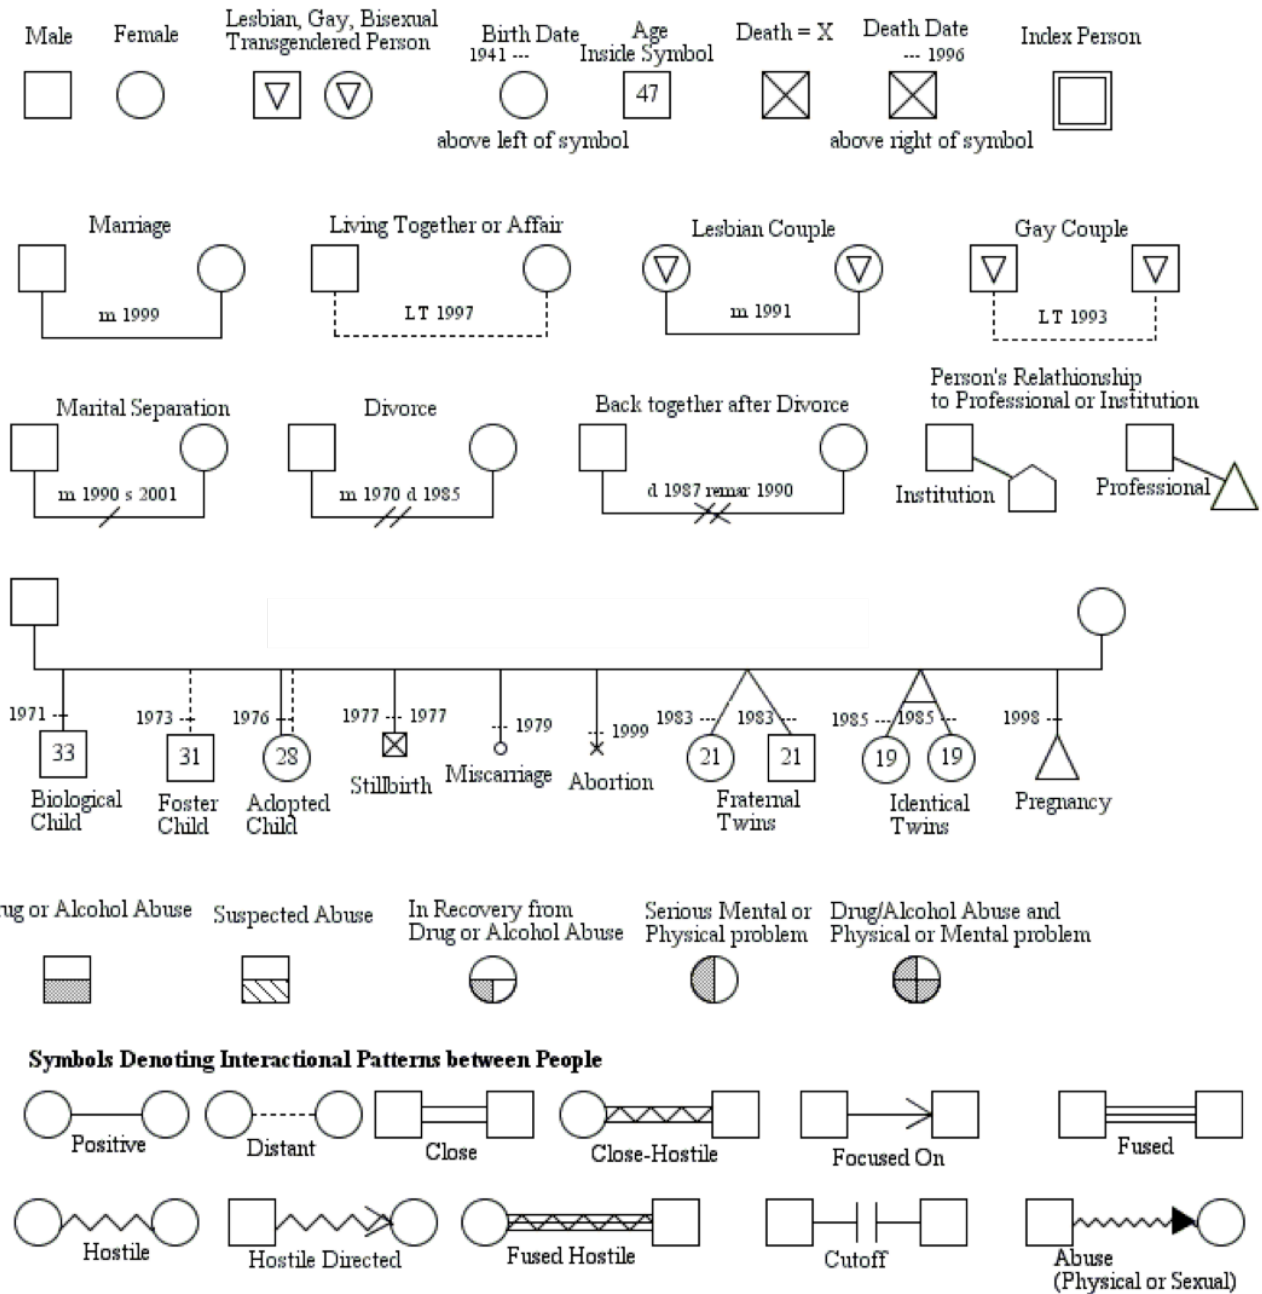 Male
Female
Lesbian, Gay, Bisexual
Transgendered Person
Birth Date
1941 ---
above left of symbol
Age
Inside Symbol
47
Death = X
Death Date
--- 1996
above right of symbol
Index Person
Marriage
m 1999
Living Together or Affair
LT 1997
Lesbian Couple
m 1991
Gay Couple
LT 1993
Marital Separation
m 1990 s 2001
Divorce
m 1970 d 1985
Back together after Divorce
d 1987 remar 1990
Person's Relathionship
to Professional or Institution
Institution
Professional
1971
33
Biological
Child
1973
31
Foster
Child
1976
28
Adopted
Child
1977 --- 1977
Stillbirth
1979
Miscarriage
1999
Abortion
1983 ---
1983
21
21
Fraternal
Twins
1985 ---
1985
19
19
Identical
Twins
1998
Pregnancy
rug or Alcohol Abuse
Suspected Abuse
In Recovery from
Drug or Alcohol Abuse
Serious Mental or
Physical problem
Drug/Alcohol Abuse and
Physical or Mental problem
Symbols Denoting Interactional Patterns between People
Positive
Distant
Close
Close-Hostile
Focused On
Fused
Hostile
Hostile Directed
Fused Hostile
Cutoff
Abuse
(Physical or Sexual)